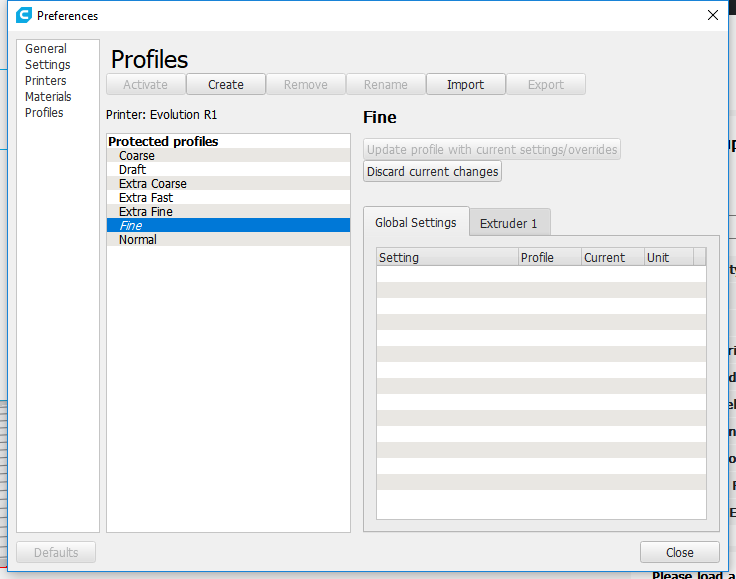 Preferences
General
Settings
Printers
Materials
Profiles
Profiles
Activate Create Remove Rename Import Export
Printer: Evolution R1
Protected profiles
Coarse
Draft
Extra Coarse
Extra Fast
Extra Fine
Fine
Normal
Fine
Update profile with current settings/overrides
Discard current changes
Global Settings Extruder 1
Setting Profile Current Unit
Defaults
Close
Please load a